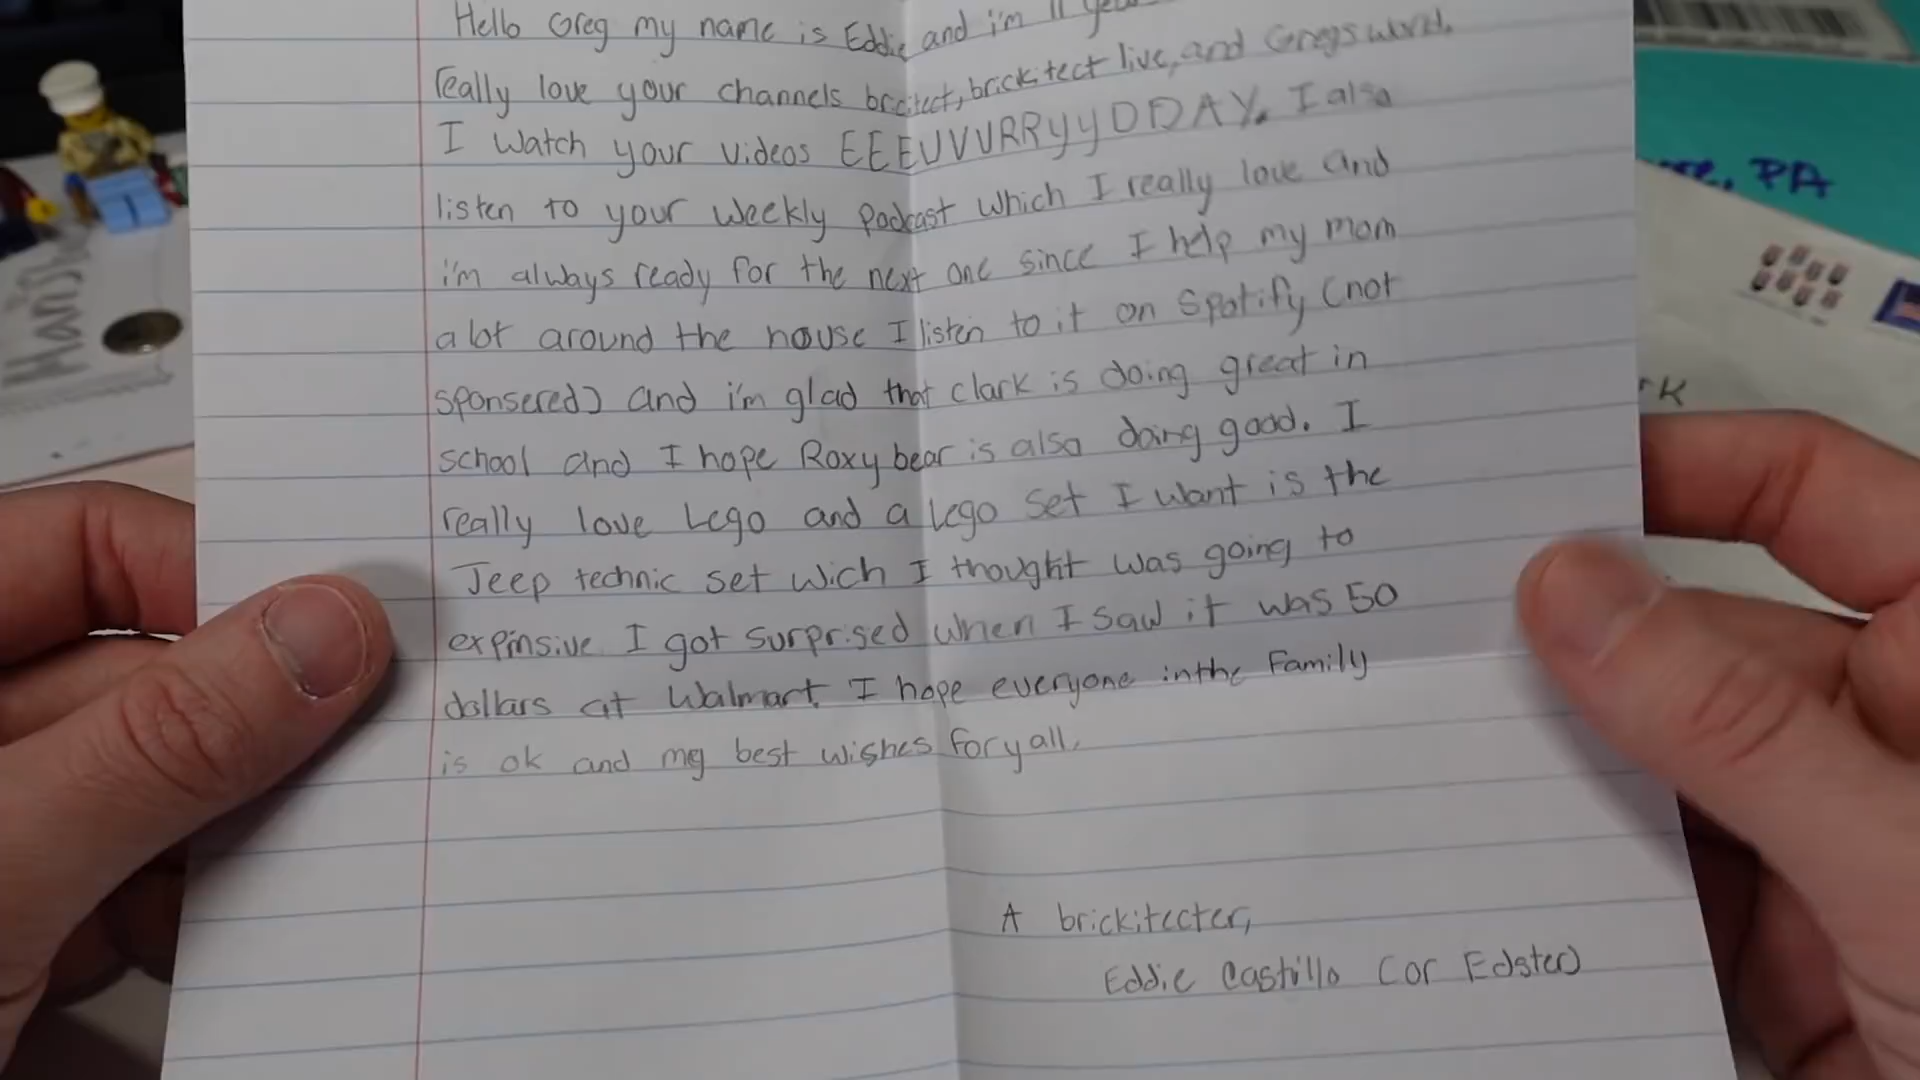 Hello Greg my name is Eddie and i'm 11
really love your channels brcitect, brickitect live, and Gregs world.
I watch your videos EEEUVVURRYYDDAY. I also
listen to your weekly podcast which I really love and
i'm always ready for the next one since I help my mom
a lot around the house I listen to it on Spotify (not
sponsered) and i'm glad that clark is doing great in
school and I hope Roxy bear is also doing good. I
really love Lego and a Lego set I want is the
Jeep technic set wich I thought was going to
expinsive I got surprised when I saw it was 50
dollars at Walmart. I hope everyone in the Family
is ok and my best wishes for y all.
A brickitecter,
Eddie Castillo (or Edster)
PA